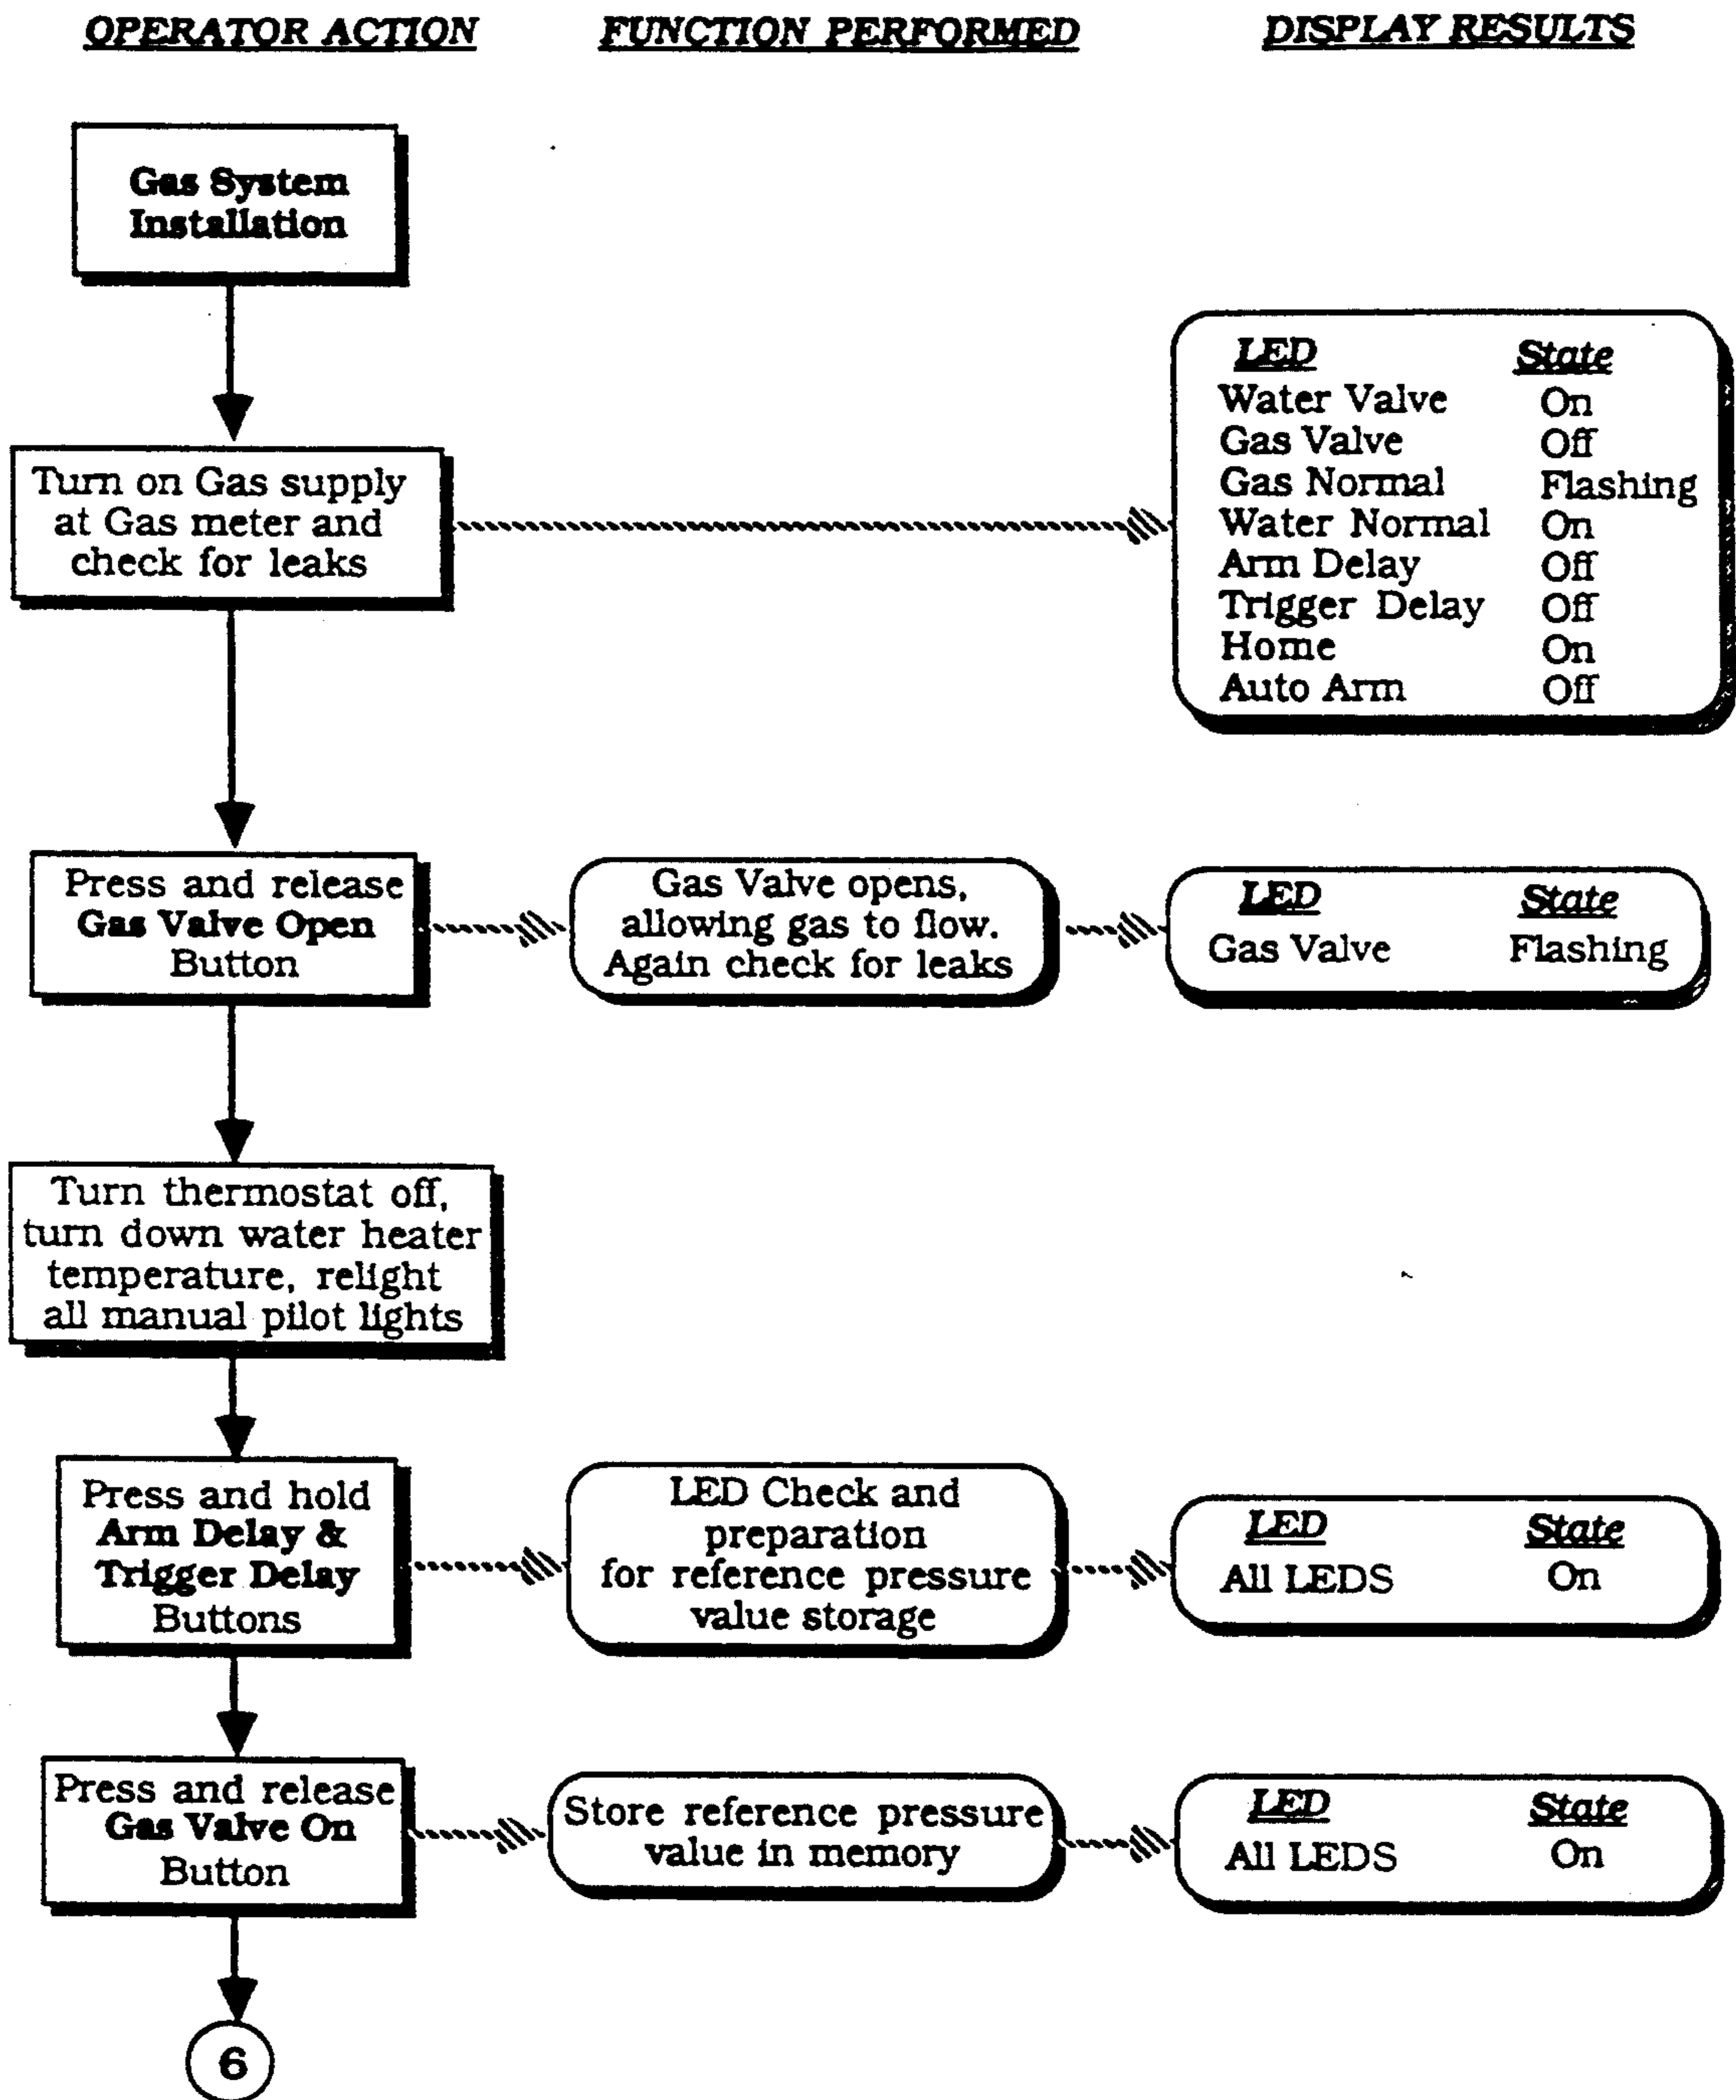 OPERATOR ACTION
FUNCTION PERFORMED
DISPLAY RESULTS
Gas System
Installation
Turn on Gas supply
at Gas meter and
check for leaks
LED State
Water Valve On
Gas Valve Off
Gas Normal Flashing
Water Normal On
Arm Delay Off
Trigger Delay Off
Home On
Auto Arm Off
Press and release
Gas Valve Open
Button
Gas Valve opens,
allowing gas to flow.
Again check for leaks
LED State
Gas Valve Flashing
Turn thermostat off,
turn down water heater
temperature, relight
all manual pilot lights
Press and hold
Arm Delay &
Trigger Delay
Buttons
LED Check and
preparation
for reference pressure
value storage
LED State
All LEDS On
Press and release
Gas Valve On
Button
Store reference pressure
value in memory
LED State
All LEDS On
6